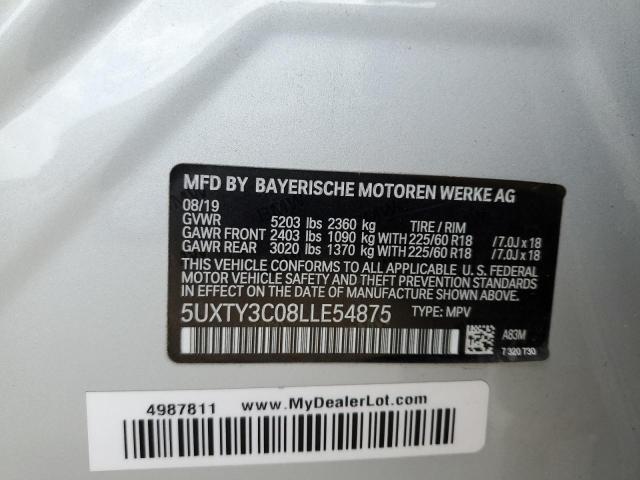 MFD BY BAYERISCHE MOTOREN WERKE AG
08/19
GVWR 5203 lbs 2360 kg TIRE / RIM
GAWR FRONT 2403 lbs 1090 kg WITH 225/60 R18 /7.0J x 18
GAWR REAR 3020 lbs 1370 kg WITH 225/60 R18 /7.0J x 18
THIS VEHICLE CONFORMS TO ALL APPLICABLE U. S. FEDERAL
MOTOR VEHICLE SAFETY AND THEFT PREVENTION STANDARDS
IN EFFECT ON THE DATE OF MANUFACTURE SHOWN ABOVE.
5UXTY3C08LLE54875 TYPE: MPV
A83M
7 320 730
4987811 www.MyDealerLot.com